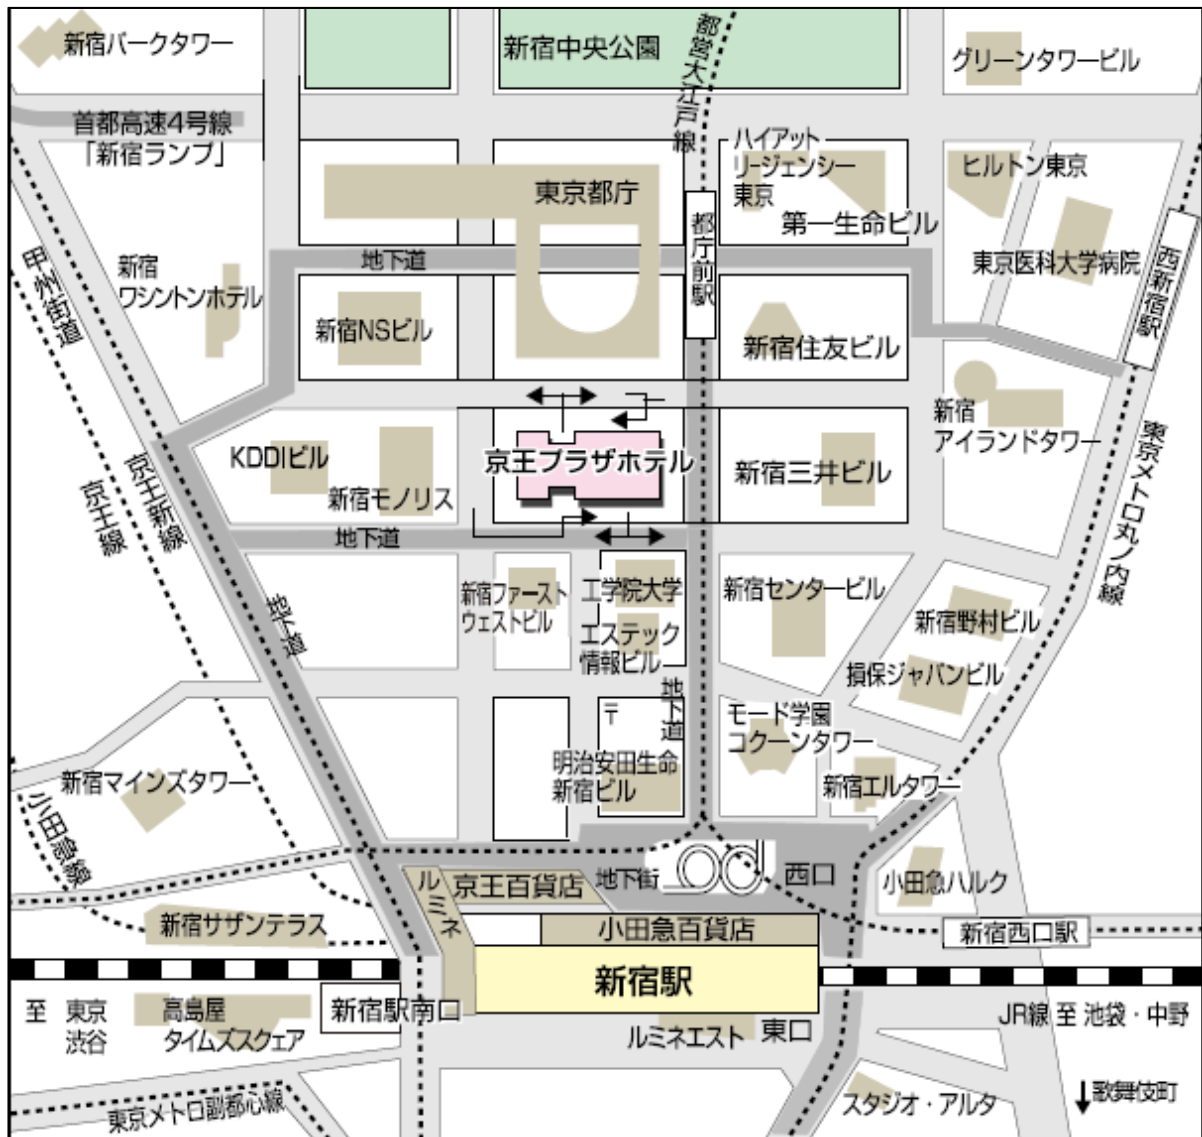 新宿パークタワー
新宿中央公園
都営大江戸線
グリーンタワービル
首都高速4号線
「新宿ランプ」
ハイアット
リージェンシー
東京
ヒルトン東京
東京都庁
第一生命ビル
都庁前駅
東京医科大学病院
西新宿駅
甲州街道
新宿
ワシントンホテル
地下道
新宿NSビル
新宿住友ビル
新宿
アイランドタワー
KDDIビル
新宿モノリス
京王プラザホテル
新宿三井ビル
東京メトロ丸ノ内線
京王新線
京王線
地下道
地下道
新宿ファースト
ウェストビル
工学院大学
エステック
情報ビル
新宿センタービル
新宿野村ビル
損保ジャパンビル
地下道
〒
モード学園
コクーンタワー
明治安田生命
新宿ビル
新宿エルタワー
新宿マインズタワー
小田急線
ルミネ
京王百貨店
地下街
西口
小田急ハルク
新宿サザンテラス
小田急百貨店
新宿西口駅
新宿駅
至 東京
渋谷
高島屋
タイムズスクェア
新宿駅南口
ルミネエスト
東口
JR線 至 池袋・中野
東京メトロ副都心線
スタジオ・アルタ
歌舞伎町